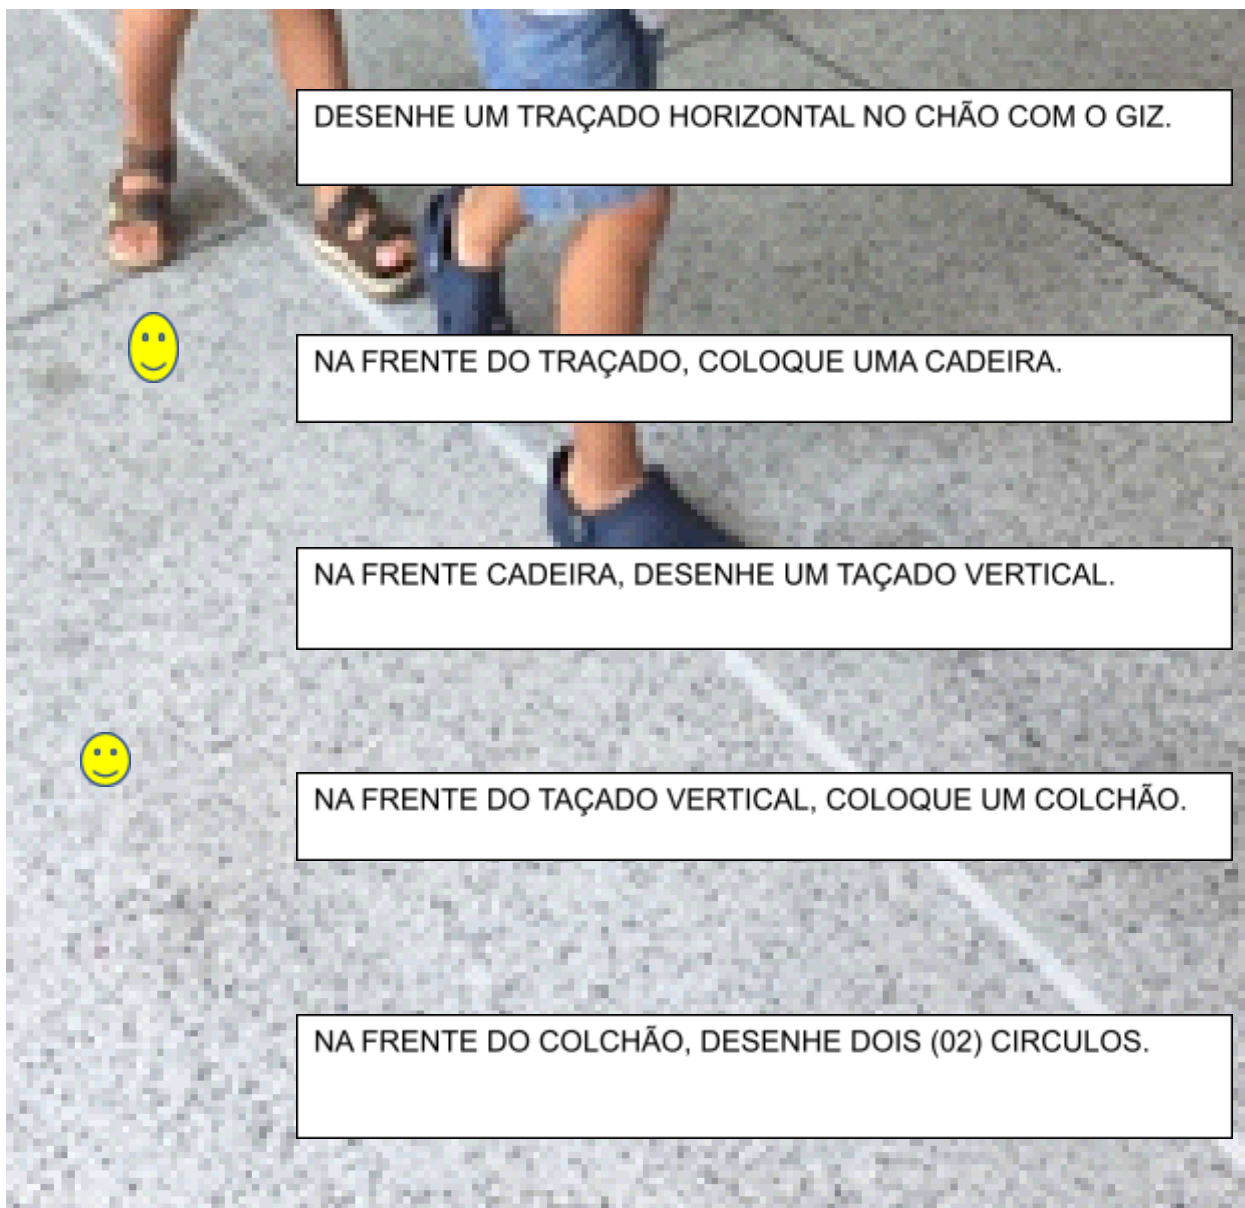 DESENHE UM TRAÇADO HORIZONTAL NO CHÃO COM O GIZ.
NA FRENTE DO TRAÇADO, COLOQUE UMA CADEIRA.
NA FRENTE CADEIRA, DESENHE UM TAÇADO VERTICAL.
NA FRENTE DO TAÇADO VERTICAL, COLOQUE UM COLCHÃO.
NA FRENTE DO COLCHÃO, DESENHE DOIS (02) CIRCULOS.